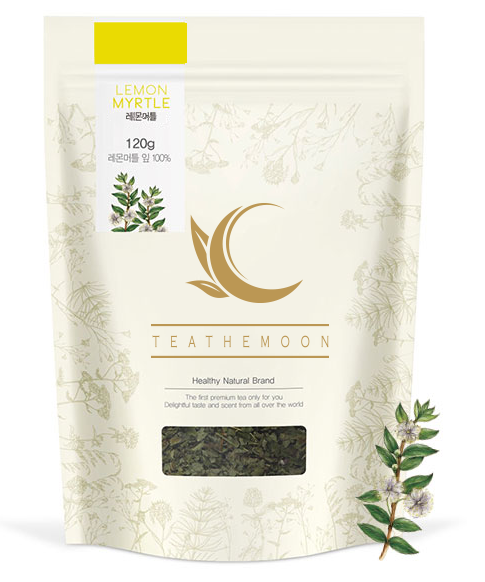 LEMON
MYRTLE
레몬머틀
120g
레몬머틀 잎 100%
TEATHEMOON
Healthy Natural Brand
The first premium tea only for you
Delightful taste and scent from all over the world